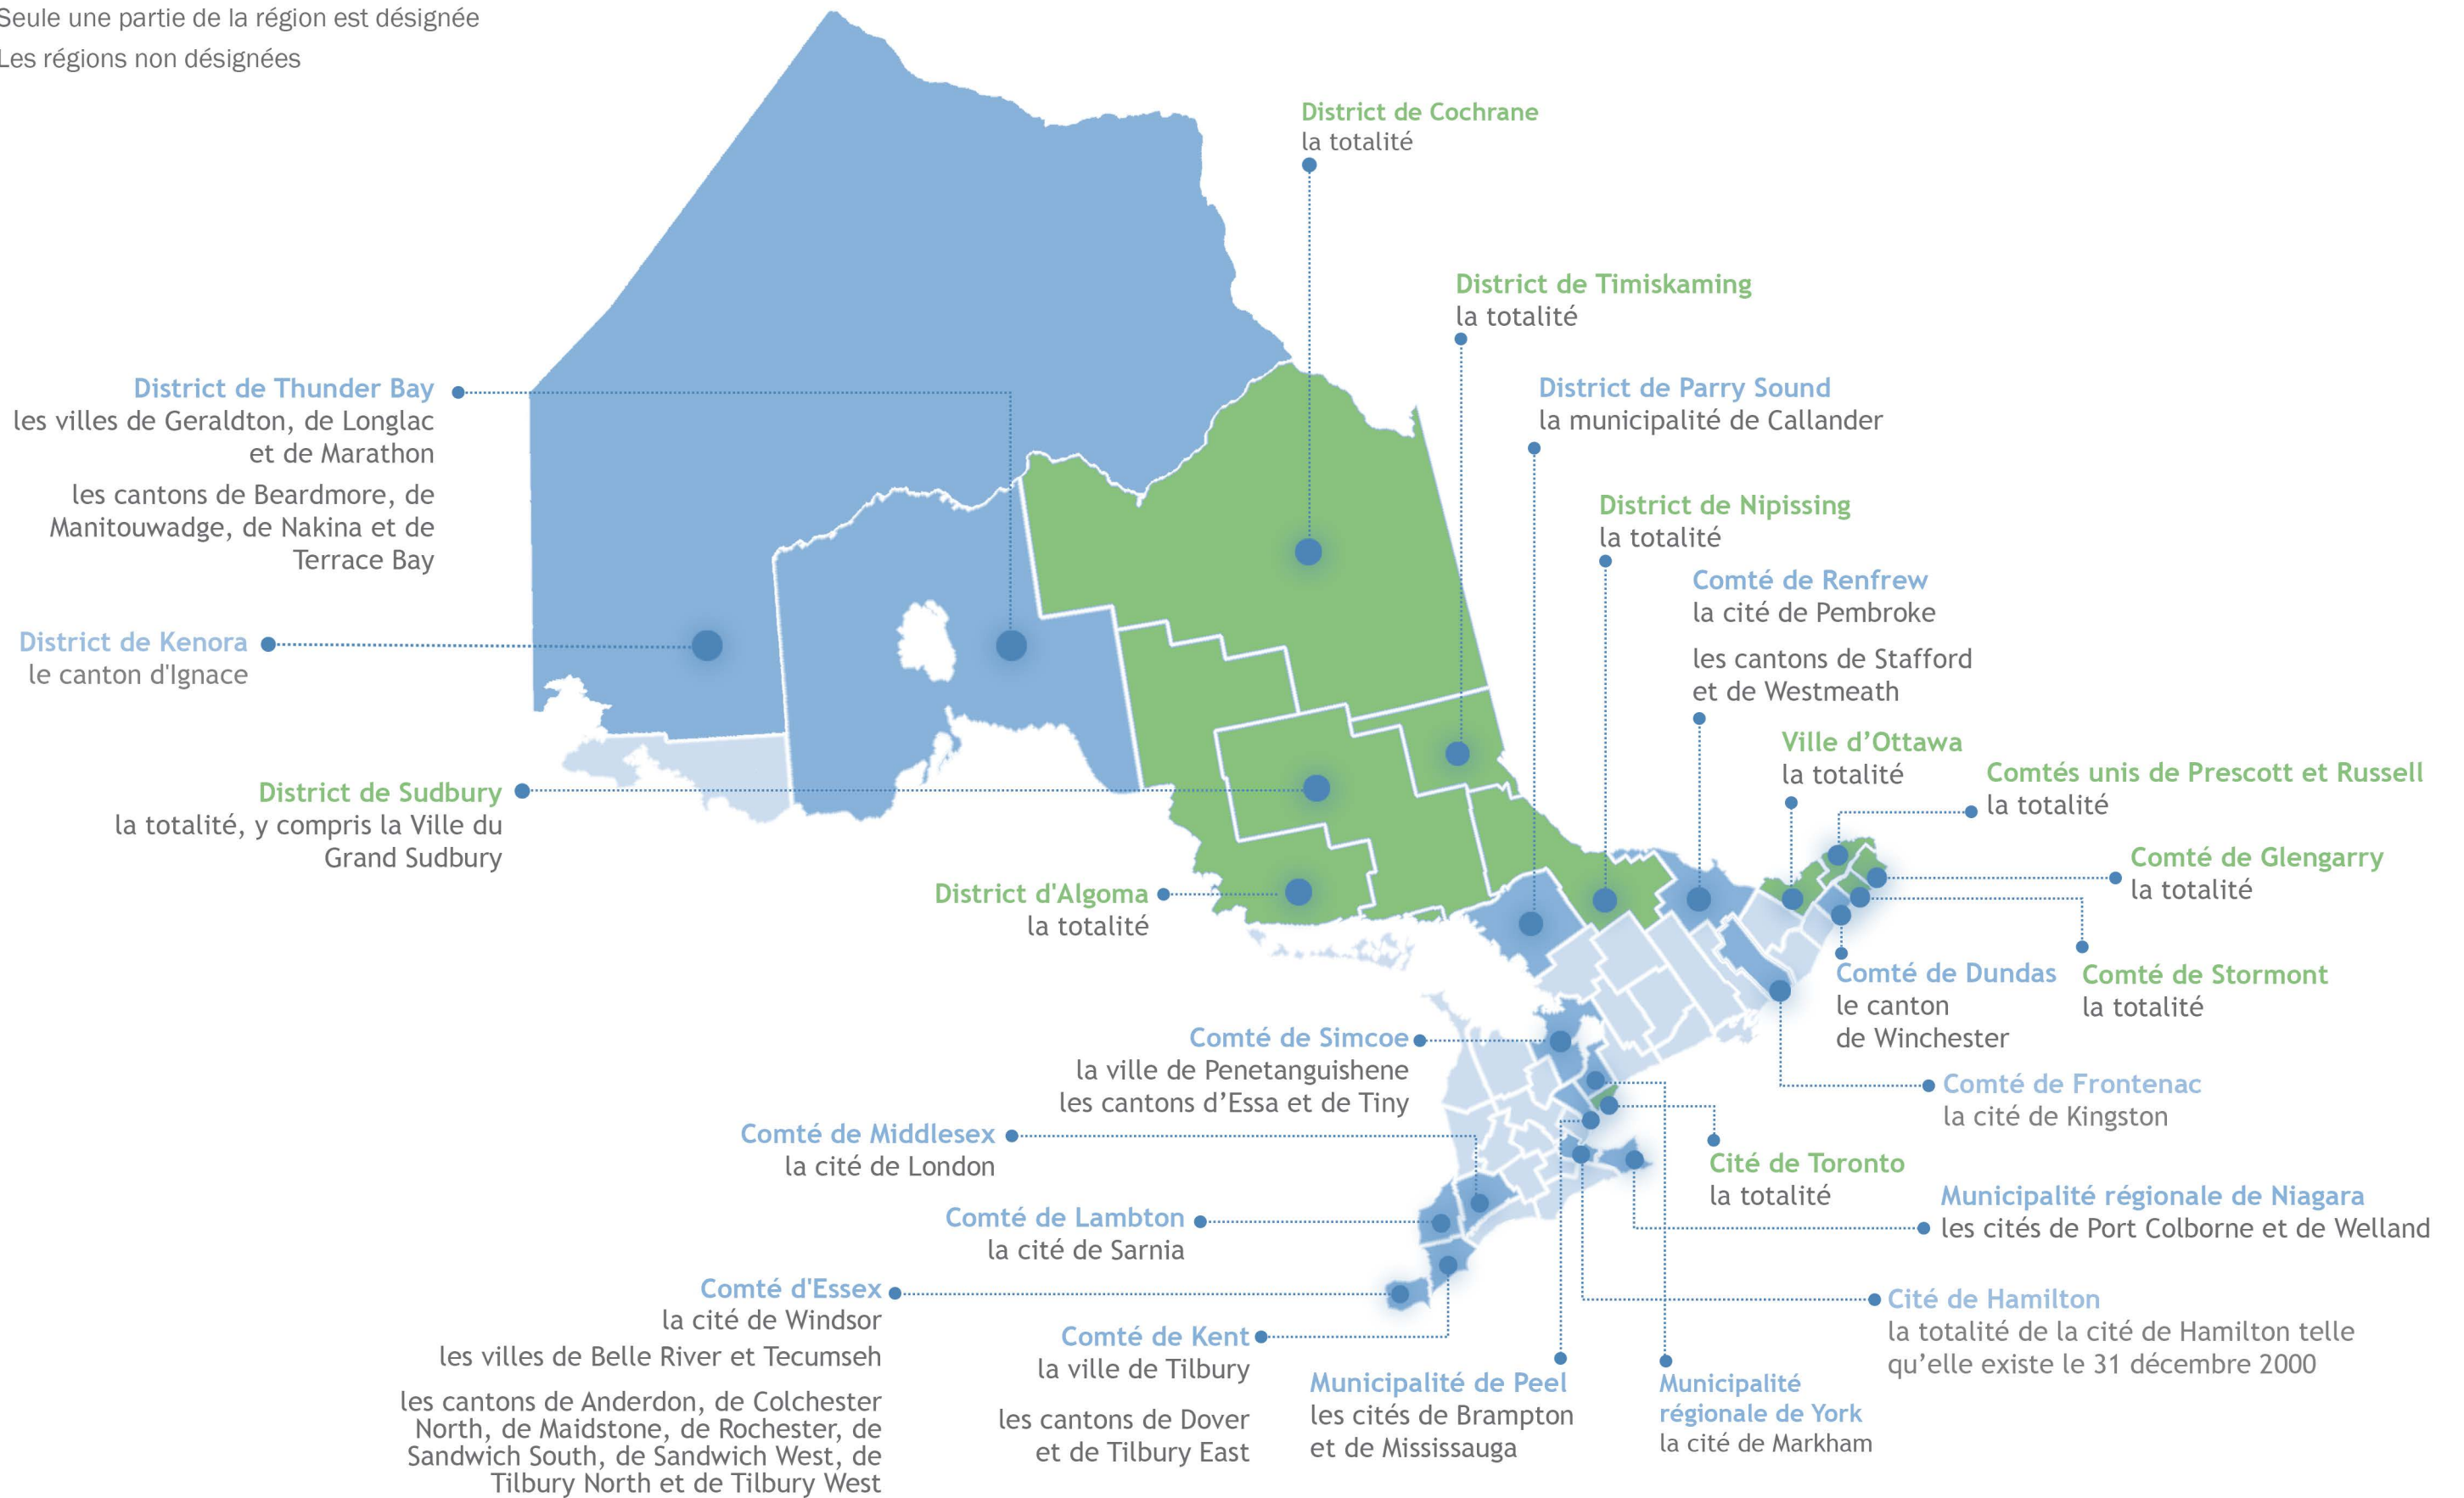 Seule une partie de la région est désignée
Les régions non désignées
District de Cochrane
la totalité
District de Timiskaming
la totalité
District de Thunder Bay
les villes de Geraldton, de Longlac
et de Marathon
les cantons de Beardmore, de
Manitouwadge, de Nakina et de
Terrace Bay
District de Parry Sound
la municipalité de Callander
District de Nipissing
la totalité
Comté de Renfrew
la cité de Pembroke
les cantons de Stafford
et de Westmeath
District de Kenora
le canton d'Ignace
Ville d’Ottawa
la totalité
Comtés unis de Prescott et Russell
la totalité
District de Sudbury
la totalité, y compris la Ville du
Grand Sudbury
Comté de Glengarry
la totalité
District d'Algoma
la totalité
Comté de Dundas
le canton
de Winchester
Comté de Stormont
la totalité
Comté de Simcoe
la ville de Penetanguishene
les cantons d’Essa et de Tiny
Comté de Frontenac
la cité de Kingston
Comté de Middlesex
la cité de London
Cité de Toronto
la totalité
Municipalité régionale de Niagara
les cités de Port Colborne et de Welland
Comté de Lambton
la cité de Sarnia
Comté d'Essex
la cité de Windsor
les villes de Belle River et Tecumseh
les cantons de Anderdon, de Colchester
North, de Maidstone, de Rochester, de
Sandwich South, de Sandwich West, de
Tilbury North et de Tilbury West
Comté de Kent
la ville de Tilbury
les cantons de Dover
et de Tilbury East
Cité de Hamilton
la totalité de la cité de Hamilton telle
qu’elle existe le 31 décembre 2000
Municipalité de Peel
les cités de Brampton
et de Mississauga
Municipalité
régionale de York
la cité de Markham